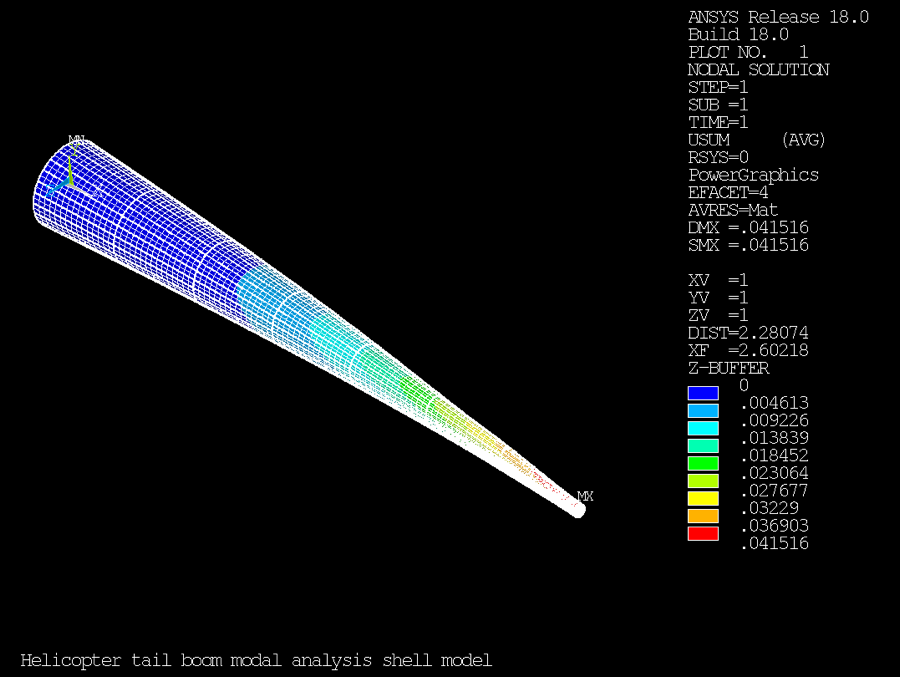 ANSYS Release 18.0
Build 18.0
PLOT NO.   1
NODAL SOLUTION
STEP=1
SUB =1
TIME=1
USUM     (AVG)
RSYS=0
PowerGraphics
EFACET=4
AVRES=Mat
DMX =.041516
SMX =.041516
XV  =1
YV  =1
ZV  =1
DIST=2.28074
XF  =2.60218
Z-BUFFER
0
.004613
.009226
.013839
.018452
.023064
.027677
.03229
.036903
.041516
MN
MX
Helicopter tail boom modal analysis shell model